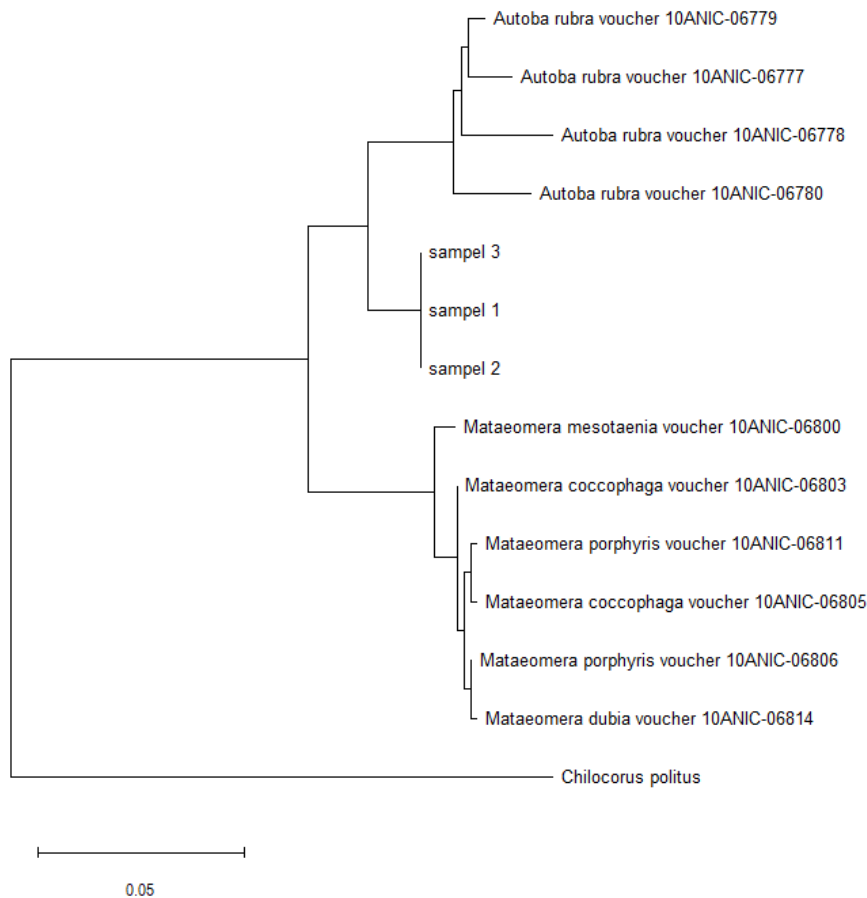 Autoba rubra voucher 10ANIC-06779
Autoba rubra voucher 10ANIC-06777
Autoba rubra voucher 10ANIC-06778
Autoba rubra voucher 10ANIC-06780
sampel 3
sampel 1
sampel 2
Mataeomera mesotaenia voucher 10ANIC-06800
Mataeomera coccophaga voucher 10ANIC-06803
Mataeomera porphyris voucher 10ANIC-06811
Mataeomera coccophaga voucher 10ANIC-06805
Mataeomera porphyris voucher 10ANIC-06806
Mataeomera dubia voucher 10ANIC-06814
Chilocorus politus
0.05